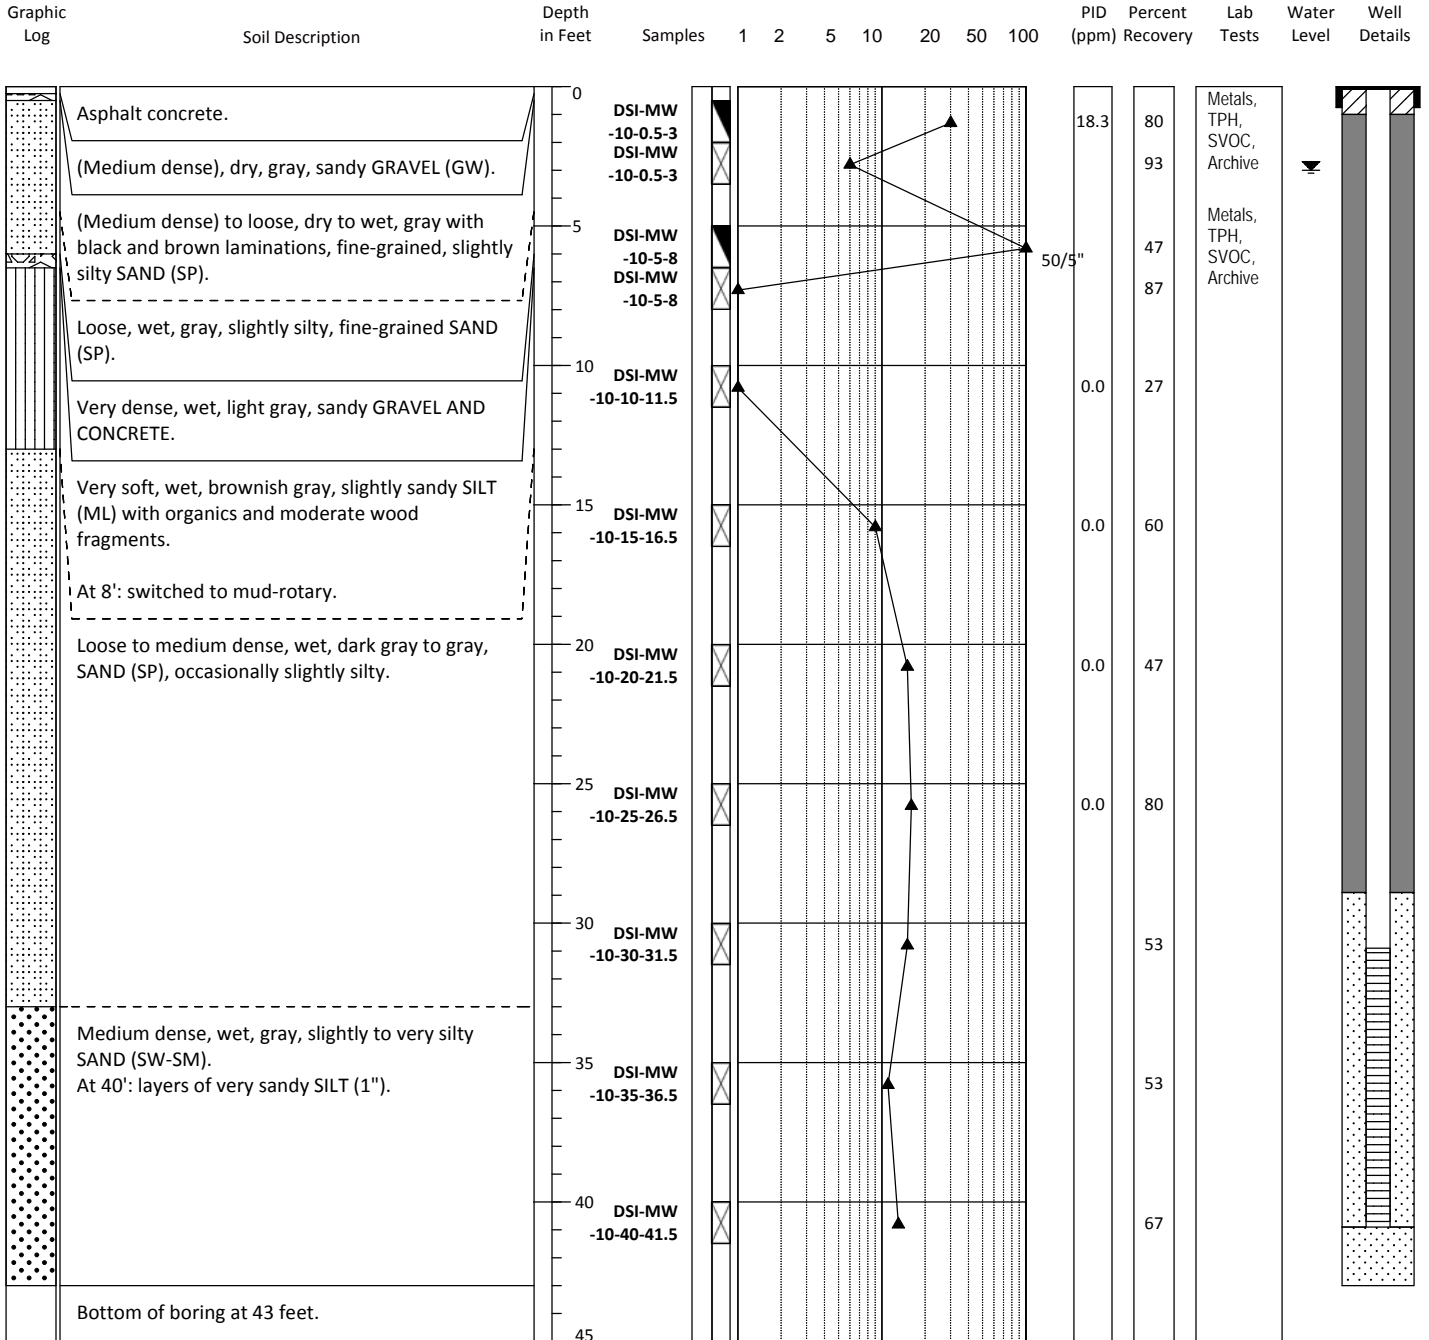 Graphic
Log
Soil Description
Depth
in Feet
Samples
1 2 5 10 20 50 100
PID
(ppm)
Percent
Recovery
Lab
Tests
Water
Level
Well
Details
Asphalt concrete.
(Medium dense), dry, gray, sandy GRAVEL (GW).
(Medium dense) to loose, dry to wet, gray with
black and brown laminations, fine-grained, slightly
silty SAND (SP).
Loose, wet, gray, slightly silty, fine-grained SAND
(SP).
Very dense, wet, light gray, sandy GRAVEL AND
CONCRETE.
Very soft, wet, brownish gray, slightly sandy SILT
(ML) with organics and moderate wood
fragments.
At 8': switched to mud-rotary.
Loose to medium dense, wet, dark gray to gray,
SAND (SP), occasionally slightly silty.
Medium dense, wet, gray, slightly to very silty
SAND (SW-SM).
At 40': layers of very sandy SILT (1").
Bottom of boring at 43 feet.
0
5
10
15
20
25
30
35
40
45
DSI-MW
-10-0.5-3
DSI-MW
-10-0.5-3
DSI-MW
-10-5-8
DSI-MW
-10-5-8
DSI-MW
-10-10-11.5
DSI-MW
-10-15-16.5
DSI-MW
-10-20-21.5
DSI-MW
-10-25-26.5
DSI-MW
-10-30-31.5
DSI-MW
-10-35-36.5
DSI-MW
-10-40-41.5
50/5"
18.3
0.0
0.0
0.0
0.0
80
93
47
87
27
60
47
80
53
53
67
Metals,
TPH,
SVOC,
Archive
Metals,
TPH,
SVOC,
Archive